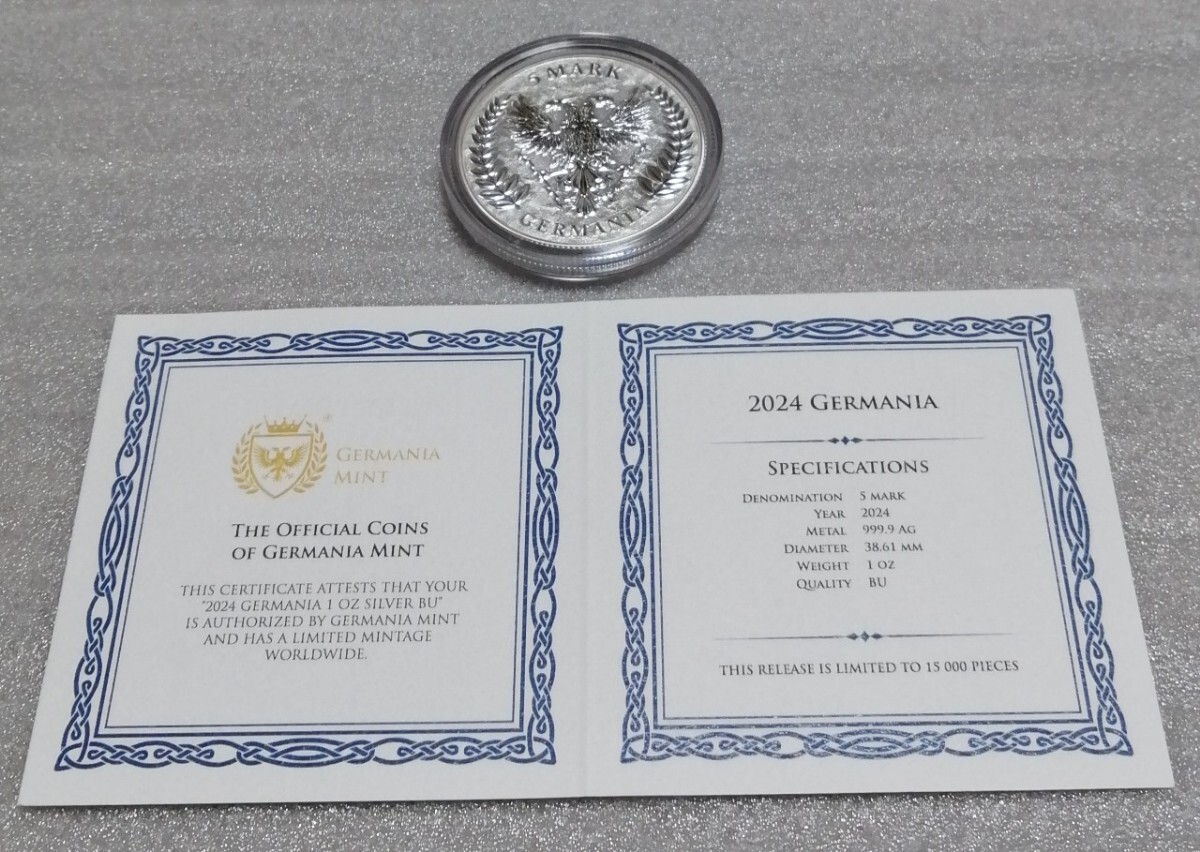 5 MARK
GERMANIA
GERMANIA
MINT
THE OFFICIAL COINS
OF GERMANIA MINT
THIS CERTIFICATE ATTESTS THAT YOUR
"2024 GERMANIA 1 OZ SILVER BU"
IS AUTHORIZED BY GERMANIA MINT
AND HAS A LIMITED MINTAGE
WORLDWIDE.
2024 GERMANIA
SPECIFICATIONS
DENOMINATION 5 MARK
YEAR 2024
METAL 999.9 AG
DIAMETER 38.61 MM
WEIGHT 1 OZ
QUALITY BU
THIS RELEASE IS LIMITED TO 15 000 PIECES